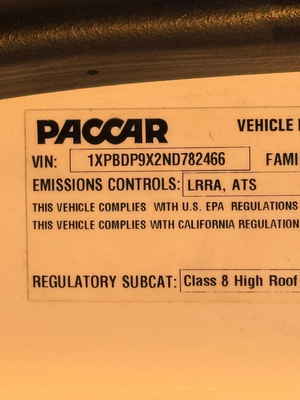 PACCAR VEHICLE
VIN: 1XPBDP9X2ND782466 FAMI
EMISSIONS CONTROLS: LRRA, ATS
THIS VEHICLE COMPLIES WITH U.S. EPA REGULATIONS
THIS VEHICLE COMPLIES WITH CALIFORNIA REGULATION
REGULATORY SUBCAT: Class 8 High Roof